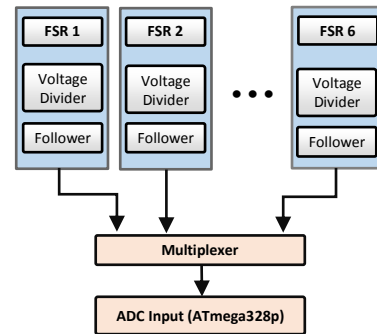 FSR 1
Voltage
Divider
Follower
FSR 2
Voltage
Divider
Follower
FSR 6
Voltage
Divider
Follower
Multiplexer
ADC Input (ATmega328p)